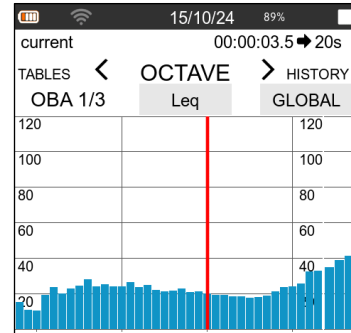 15/10/24 89%
current 00:00:03.5 → 20s
TABLES < OCTAVE > HISTORY
OBA 1/3 Leq GLOBAL
120 120
100 100
80 80
60 60
40 40
20 20